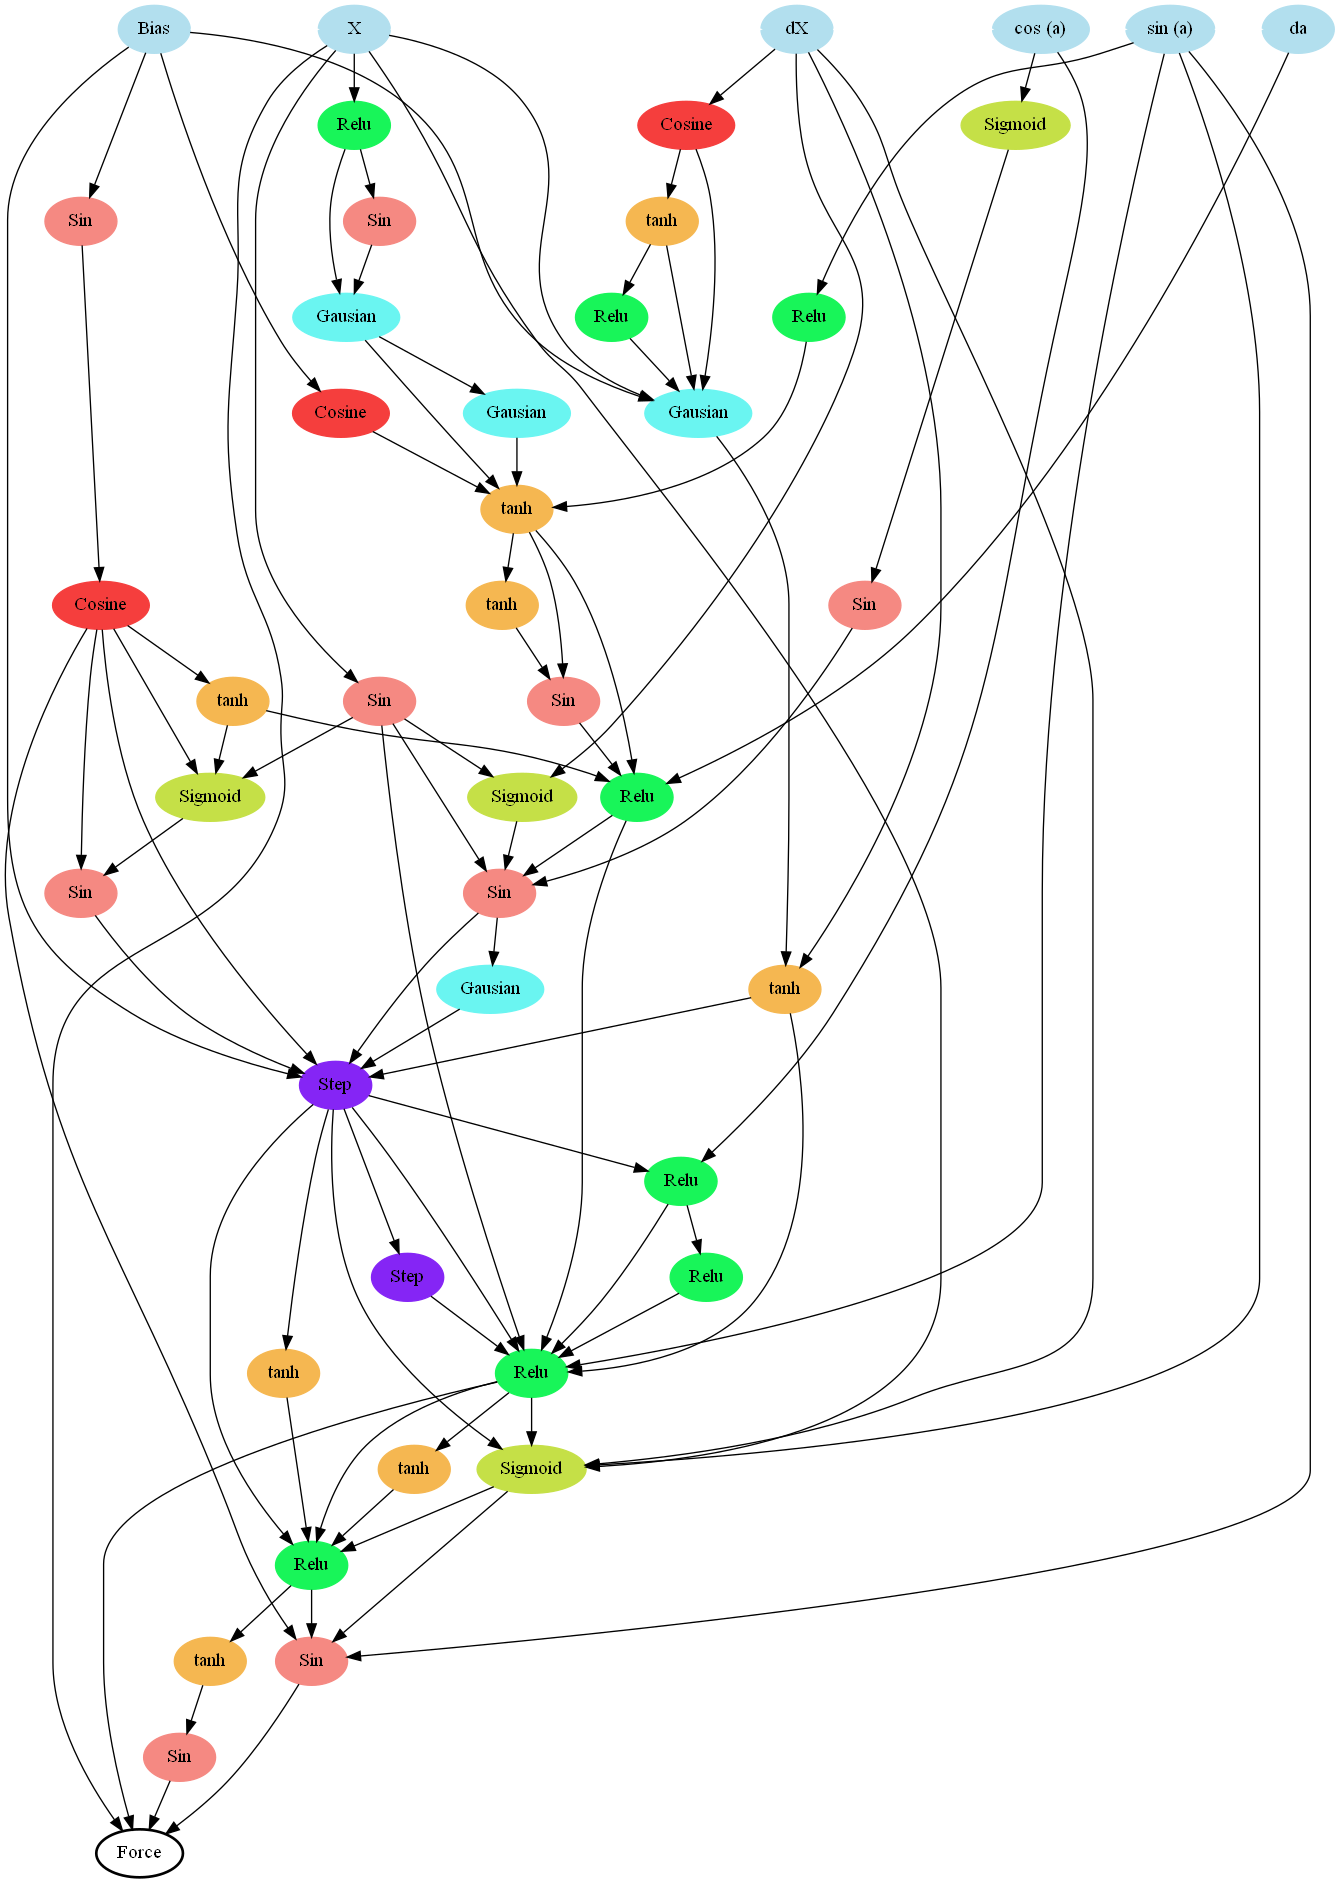 Bias X dX cos (a) sin (a) da
Relu Cosine Sigmoid
Sin Sin tanh
Gausian Relu Relu
Cosine Gausian Gausian
tanh
Cosine tanh Sin
tanh Sin Sin
Sigmoid Sigmoid Relu
Sin Sin
Gausian tanh
Step
Relu
Step Relu
tanh Relu
tanh Sigmoid
Relu
tanh Sin
Sin
Force